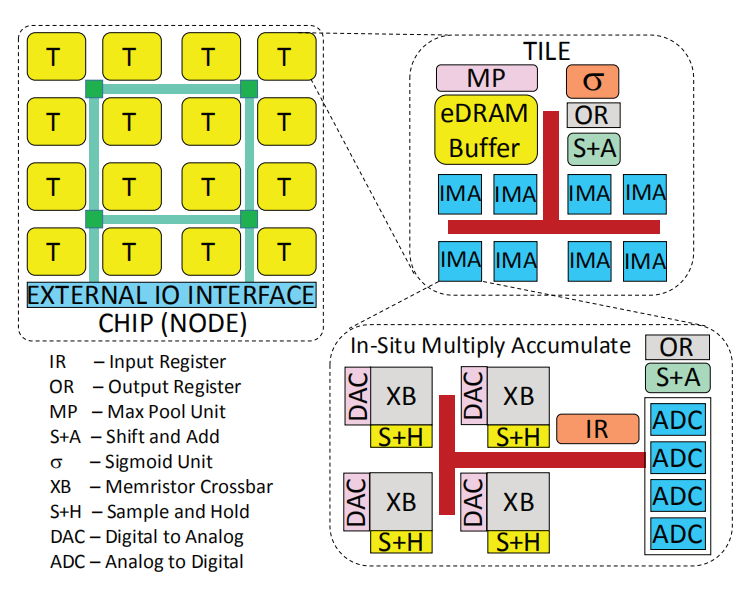 T T T T
T T T T
T T T T
T T T T
EXTERNAL IO INTERFACE
CHIP (NODE)
TILE
MP
σ
eDRAM
Buffer
OR
S+A
IMA IMA IMA IMA
IMA IMA IMA IMA
In-Situ Multiply Accumulate
OR
S+A
DAC XB DAC XB
S+H S+H
IR
ADC
ADC
ADC
ADC
DAC XB DAC XB
S+H S+H
IR – Input Register
OR – Output Register
MP – Max Pool Unit
S+A – Shift and Add
σ – Sigmoid Unit
XB – Memristor Crossbar
S+H – Sample and Hold
DAC – Digital to Analog
ADC – Analog to Digital